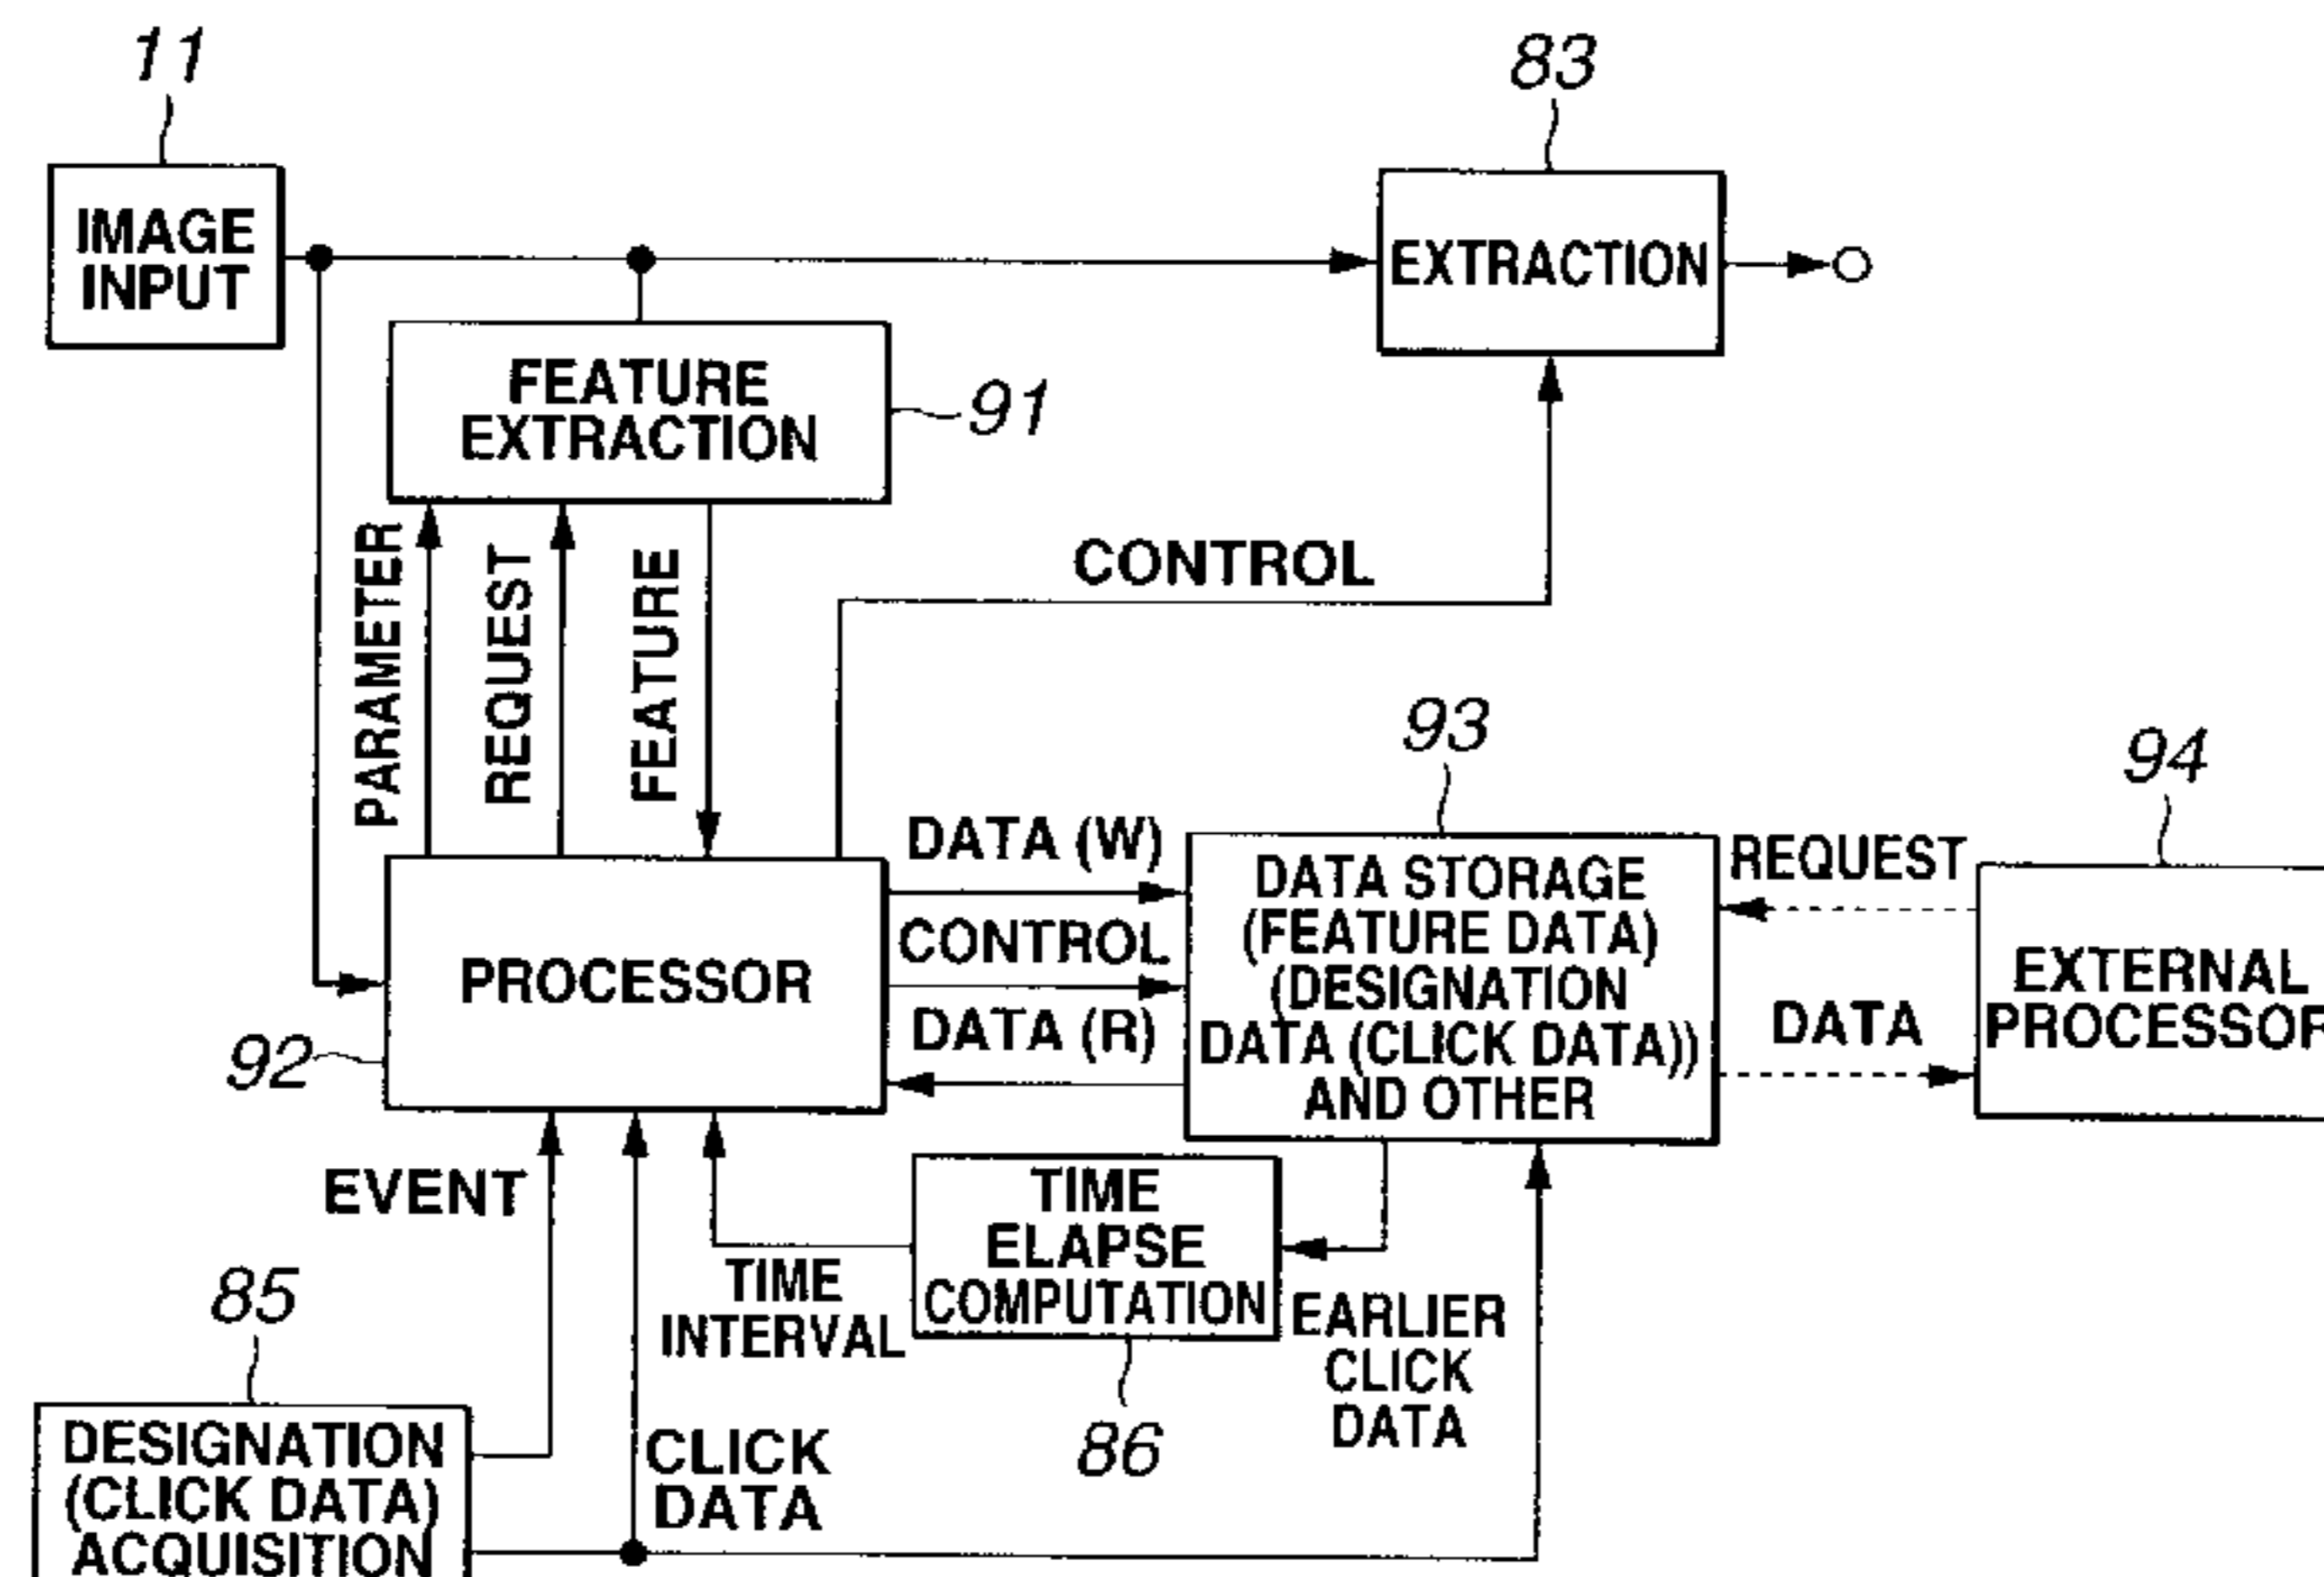 11
83
IMAGE
INPUT
EXTRACTION
FEATURE
EXTRACTION
91
PARAMETER
REQUEST
FEATURE
CONTROL
93
94
DATA (W)
CONTROL
DATA (R)
DATA STORAGE
(FEATURE DATA)
(DESIGNATION
DATA (CLICK DATA))
AND OTHER
REQUEST
DATA
EXTERNAL
PROCESSOR
PROCESSOR
92
EVENT
TIME
ELAPSE
COMPUTATION
TIME
INTERVAL
EARLIER
CLICK
DATA
86
85
DESIGNATION
(CLICK DATA)
ACQUISITION
CLICK
DATA